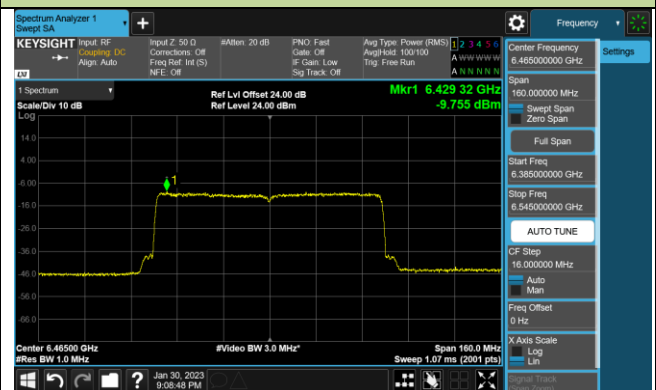 Spectrum Analyzer 1
Swept SA
Frequency
KEYSIGHT
Input: RF
Coupling: DC
Align: Auto
Input Z: 50 Ω
Corrections: Off
Freq Ref: Int (S)
NFE: Off
#Atten: 20 dB
PNO: Fast
Gate: Off
IF Gain: Low
Sig Track: Off
Avg Type: Power (RMS)
Avg|Hold: 100/100
Trig: Free Run
1 2 3 4 5 6
A W W W W W
A N N N N N
LXI
1 Spectrum
Scale/Div 10 dB
Log
Ref Lvl Offset 24.00 dB
Ref Level 24.00 dBm
Mkr1 6.429 32 GHz
-9.755 dBm
1
14.0
4.00
-6.00
-16.0
-26.0
-36.0
-46.0
-56.0
-66.0
Center 6.46500 GHz
#Res BW 1.0 MHz
#Video BW 3.0 MHz*
Span 160.0 MHz
Sweep 1.07 ms (2001 pts)
Jan 30, 2023
9:08:48 PM
?
Center Frequency
6.465000000 GHz
Settings
Span
160.000000 MHz
Swept Span
Zero Span
Full Span
Start Freq
6.385000000 GHz
Stop Freq
6.545000000 GHz
AUTO TUNE
CF Step
16.000000 MHz
Auto
Man
Freq Offset
0 Hz
X Axis Scale
Log
Lin
Signal Track